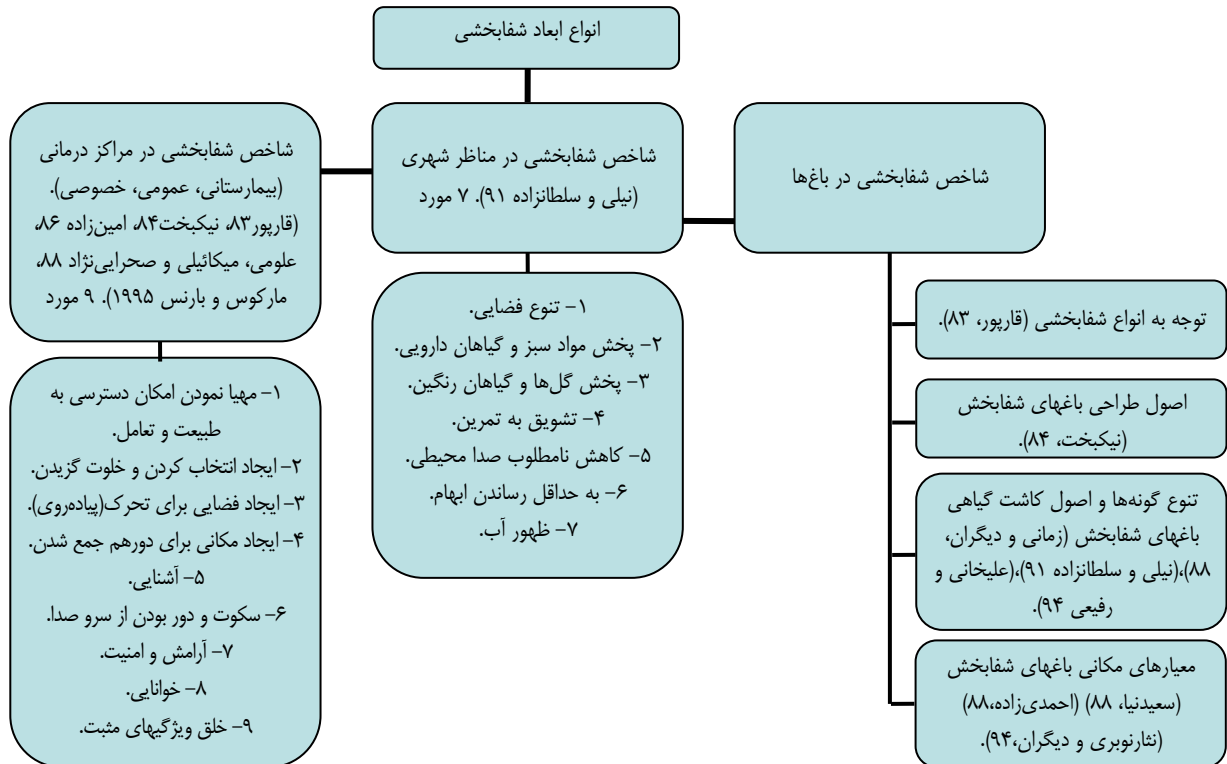 انواع ابعاد شفابخشی
شاخص شفابخشی در باغ‌ها
توجه به انواع شفابخشی (قارپور، ۸۳).
اصول طراحی باغهای شفابخش
(نیکبخت، ۸۴).
تنوع گونه‌ها و اصول کاشت گیاهی
باغهای شفابخش (زمانی و دیگران،
۸۸)،(نیلی و سلطانزاده ۹۱)،(علیخانی و
رفیعی ۹۴).
معیارهای مکانی باغهای شفابخش
(سعیدنیا، ۸۸) (احمدی‌زاده،۸۸)
(نثارنوبری و دیگران،۹۴).
شاخص شفابخشی در مناظر شهری
(نیلی و سلطانزاده ۹۱). ۷ مورد
۱- تنوع فضایی.
۲- پخش مواد سبز و گیاهان دارویی.
۳- پخش گل‌ها و گیاهان رنگین.
۴- تشویق به تمرین.
۵- کاهش نامطلوب صدا محیطی.
۶- به حداقل رساندن ابهام.
۷- ظهور آب.
شاخص شفابخشی در مراکز درمانی
(بیمارستانی، عمومی، خصوصی).
(قارپور۸۳، نیکبخت۸۴، امین‌زاده ۸۶،
علومی، میکائیلی و صحرایی‌نژاد ۸۸،
مارکوس و بارنس ۱۹۹۵). ۹ مورد
۱- مهیا نمودن امکان دسترسی به
طبیعت و تعامل.
۲- ایجاد انتخاب کردن و خلوت گزیدن.
۳- ایجاد فضایی برای تحرک(پیاده‌روی).
۴- ایجاد مکانی برای دورهم جمع شدن.
۵- آشنایی.
۶- سکوت و دور بودن از سرو صدا.
۷- آرامش و امنیت.
۸- خوانایی.
۹- خلق ویژگیهای مثبت.